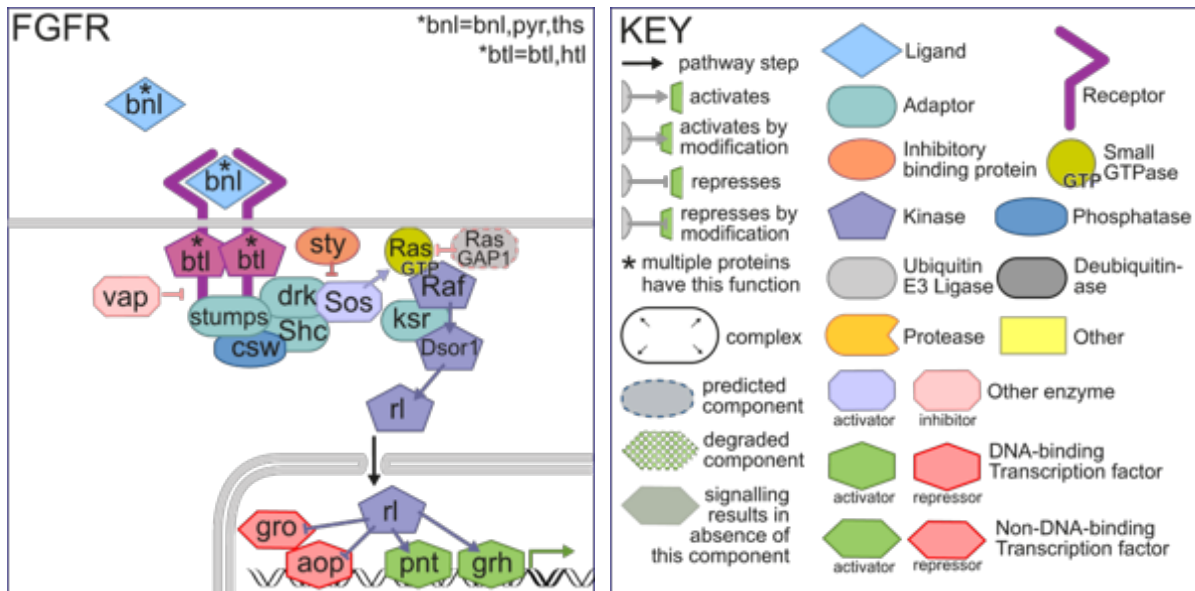 FGFR
*bnl=bnl,pyr,ths
*btl=btl,htl
*
bnl
*
bnl
*
btl
*
btl
sty
Ras
GTP
Ras
GAP1
vap
drk
Sos
Raf
stumps
Shc
ksr
csw
Dsor1
rl
rl
gro
aop
pnt
grh
KEY
pathway step
activates
activates by
modification
represses
represses by
modification
* multiple proteins
have this function
complex
predicted
component
degraded
component
signalling
results in
absence of
this component
Ligand
Receptor
Adaptor
Inhibitory
binding protein
GTP
Small
GTPase
Kinase
Phosphatase
Ubiquitin
E3 Ligase
Deubiquitin-
ase
Protease
Other
Other enzyme
activator
inhibitor
DNA-binding
Transcription factor
activator
repressor
Non-DNA-binding
Transcription factor
activator
repressor